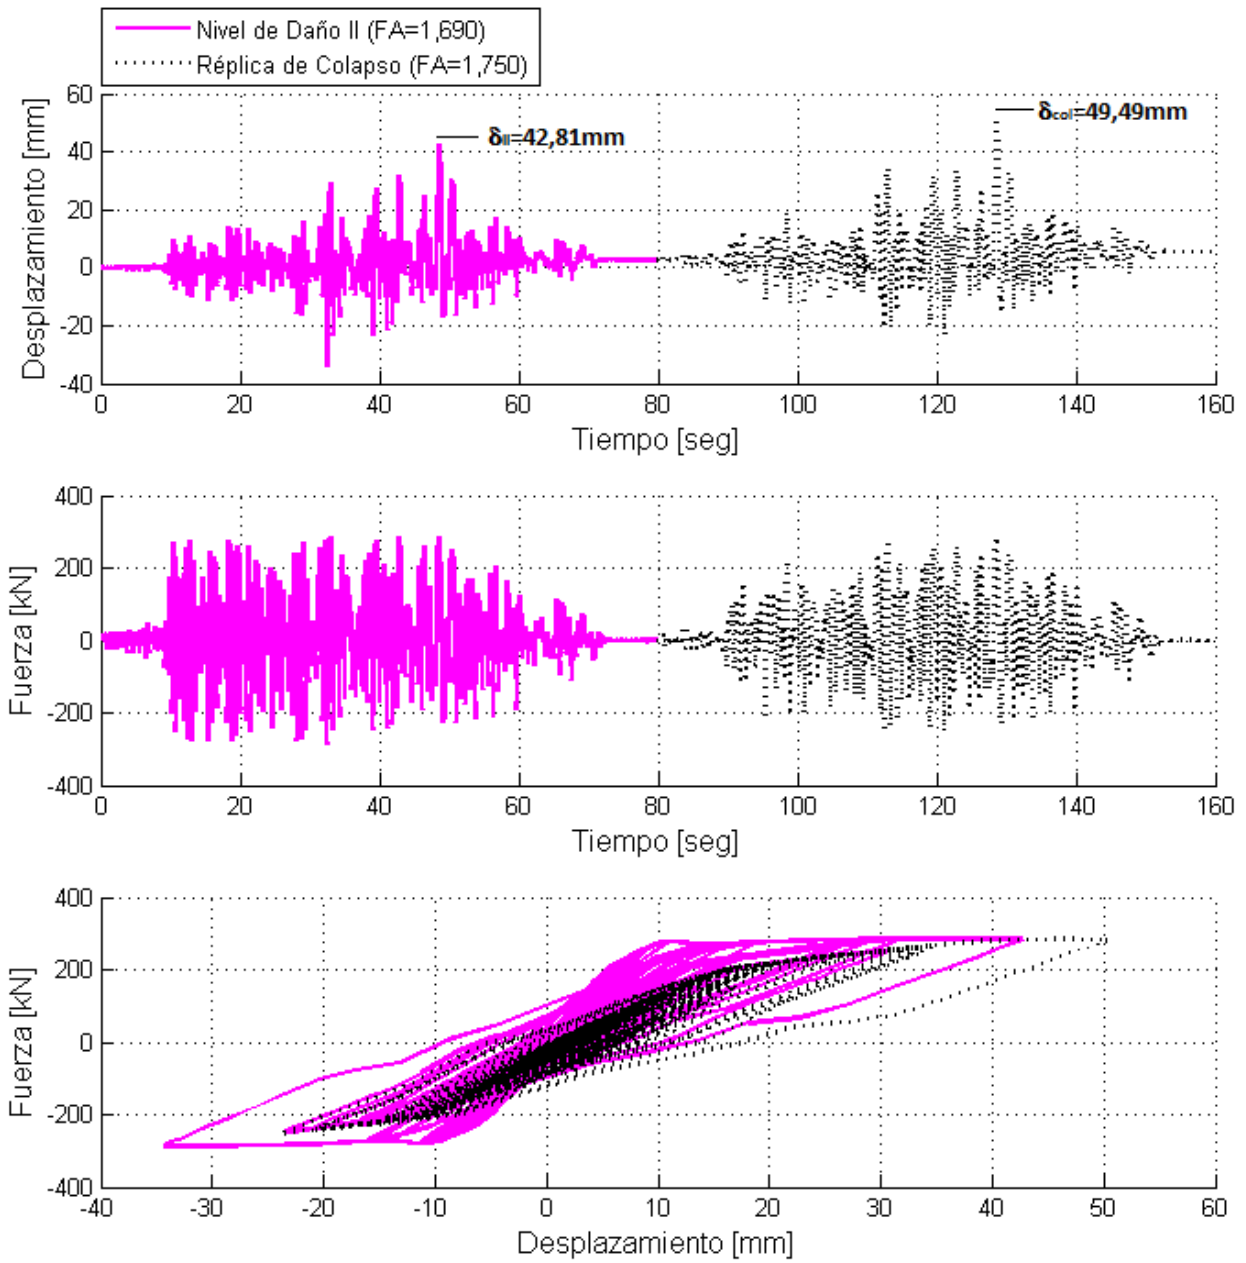 Nivel de Daño II (FA=1,690)
Réplica de Colapso (FA=1,750)
60
40
20
0
-20
-40
Desplazamiento [mm]
δII=42,81mm
δcol=49,49mm
0 20 40 60 80 100 120 140 160
Tiempo [seg]
400
200
0
-200
-400
Fuerza [kN]
0 20 40 60 80 100 120 140 160
Tiempo [seg]
400
200
0
-200
-400
Fuerza [kN]
-40 -30 -20 -10 0 10 20 30 40 50 60
Desplazamiento [mm]